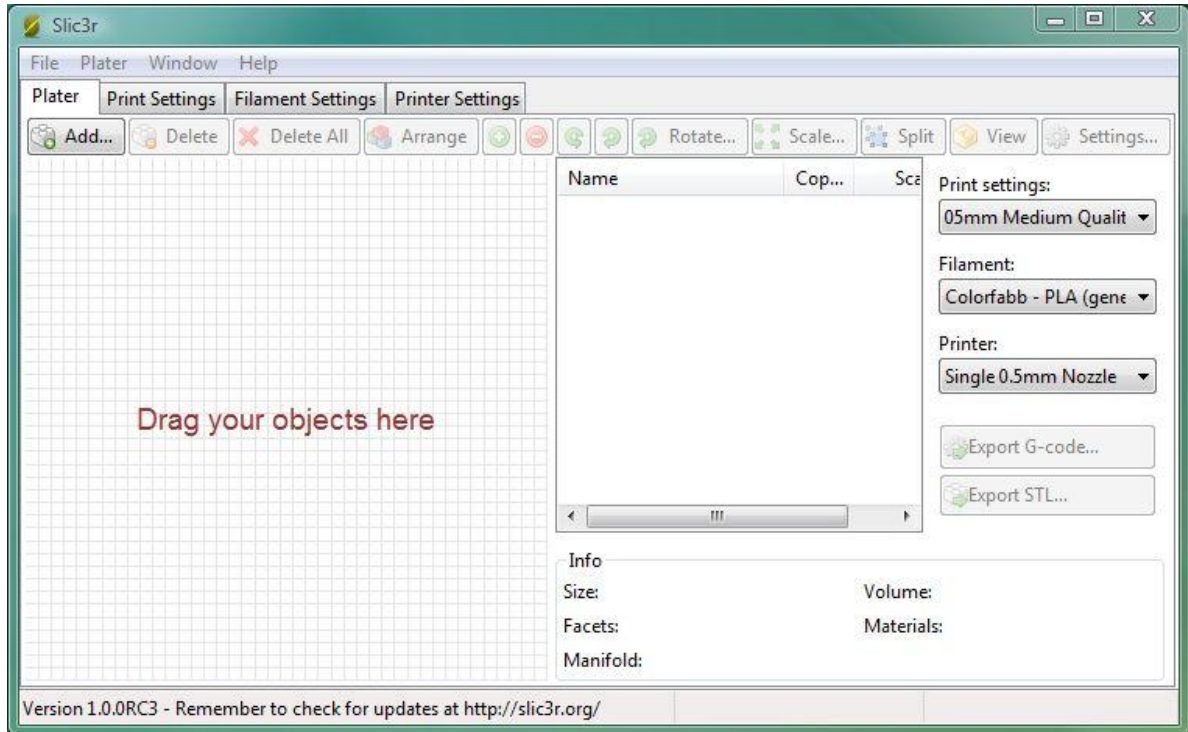 Slic3r
File Plater Window Help
Plater Print Settings Filament Settings Printer Settings
Add... Delete Delete All Arrange Rotate... Scale... Split View Settings...
Name Cop... Sca
Print settings:
05mm Medium Qualit
Filament:
Colorfabb - PLA (gene
Printer:
Single 0.5mm Nozzle
Drag your objects here
Export G-code...
Export STL...
Info
Size: Volume:
Facets: Materials:
Manifold:
Version 1.0.0RC3 - Remember to check for updates at http://slic3r.org/